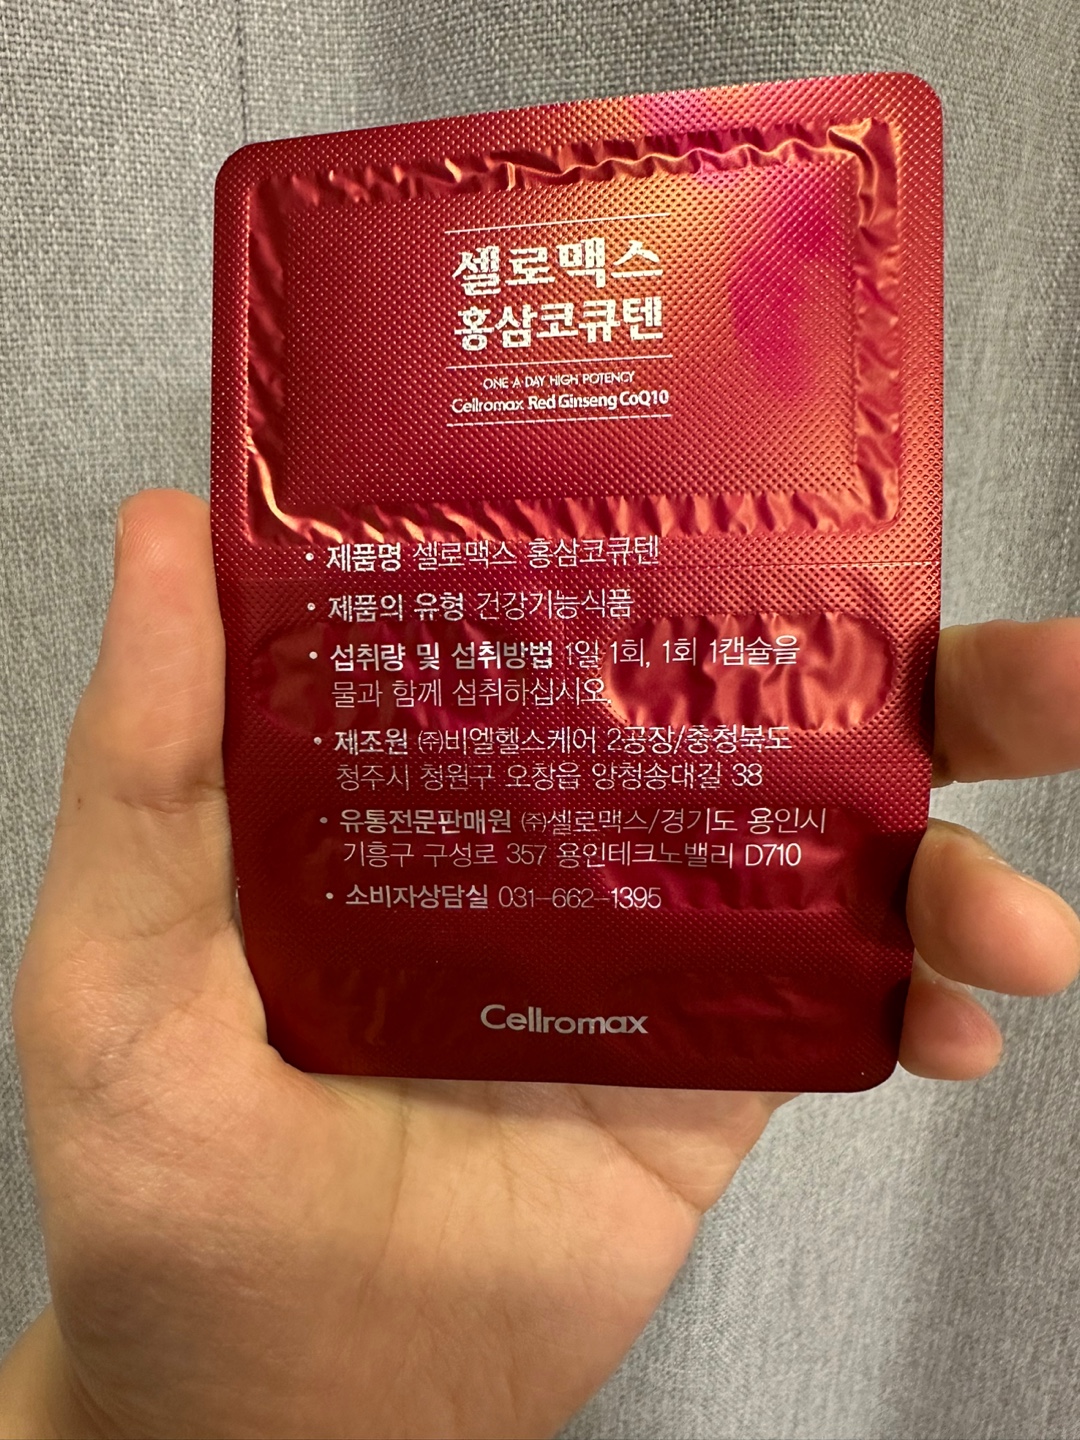 셀로맥스
홍삼코큐텐
ONE A DAY HIGH POTENCY
Cellromax Red Ginseng CoQ10
• 제품명 셀로맥스 홍삼코큐텐
• 제품의 유형 건강기능식품
• 섭취량 및 섭취방법 1일 1회, 1회 1캡슐을
물과 함께 섭취하십시오.
• 제조원 ㈜비엘헬스케어 2공장/충청북도
청주시 청원구 오창읍 양청송대길 38
• 유통전문판매원 ㈜셀로맥스/경기도 용인시
기흥구 구성로 357 용인테크노밸리 D710
• 소비자상담실 031-662-1395
Cellromax